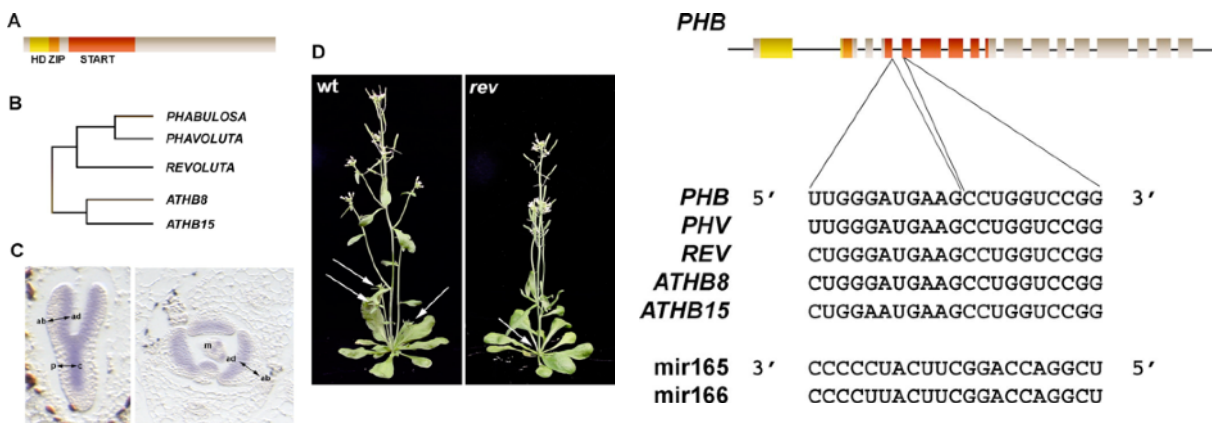 A
HD ZIP START
B
PHABULOSA
PHAVOLUTA
REVOLUTA
ATHB8
ATHB15
C
ab ad
p c
m
ad
ab
D
wt
rev
PHB
PHB 5′ UUGGGAUGAAGCCUGGUCCGG 3′
PHV UUGGGAUGAAGCCUGGUCCGG
REV CUGGGAUGAAGCCUGGUCCGG
ATHB8 CUGGGAUGAAGCCUGGUCCGG
ATHB15 CUGGAAUGAAGCCUGGUCCGG
mir165 3′ CCCCCUACUUCGGACCAGGCU 5′
mir166 CCCCUUACUUCGGACCAGGCU